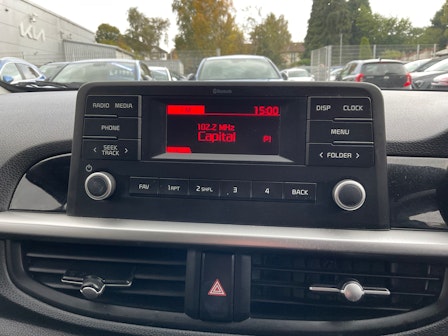 KIA
Bluetooth
RADIO MEDIA
15:00
DISP CLOCK
PHONE
102.2 MHz
Capital
MENU
SEEK
TRACK
FOLDER
FAV 1 RPT 2 SHFL 3 4 BACK